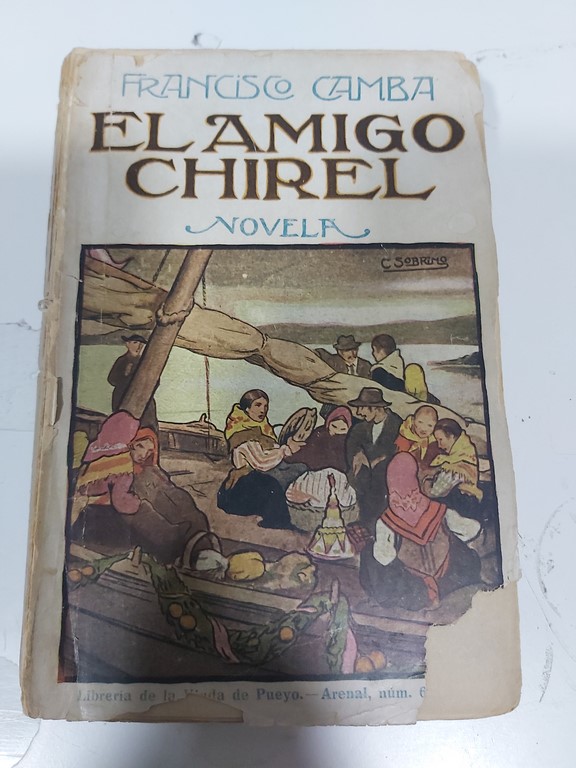 FRANCISCO CAMBA
EL AMIGO
CHIREL
NOVELA
C SOBRINO
Librería de la Viuda de Pueyo.—Arenal, núm. 6